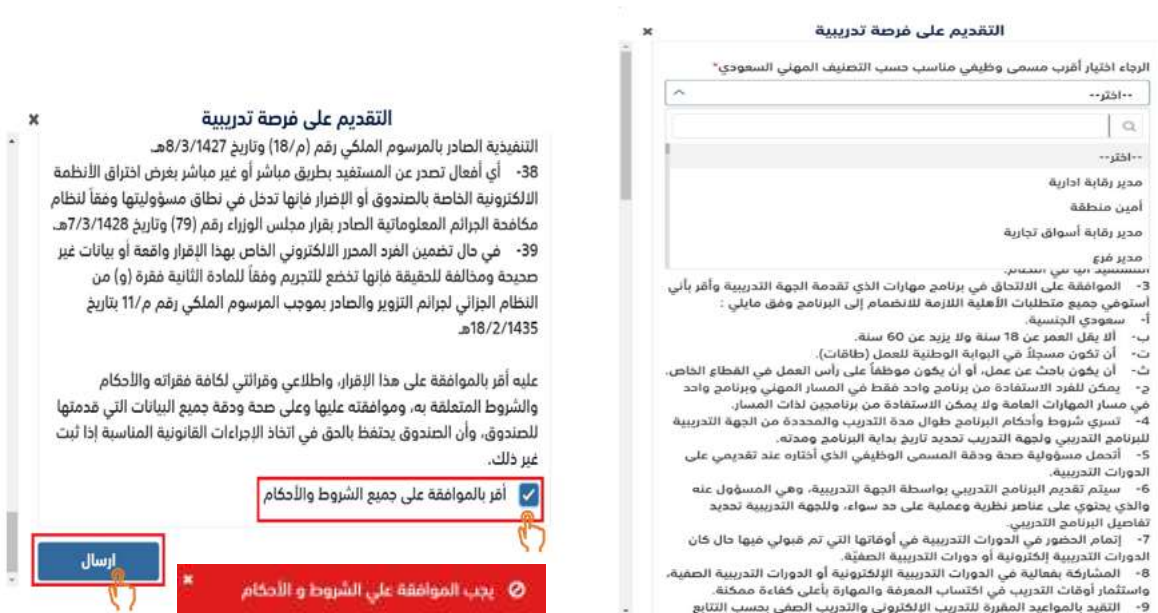 التقديم على فرصة تدريبية
الرجاء اختيار أقرب مسمى وظيفي مناسب حسب التصنيف المهني السعودي*
--اختر--
--اختر--
مدير رقابة ادارية
أمين منطقة
مدير رقابة أسواق تجارية
مدير فرع
3- الموافقة على الالتحاق في برنامج مهارات الذي تقدمة الجهة التدريبية وأقر بأني
أستوفي جميع متطلبات الأهلية اللازمة للانضمام إلى البرنامج وفق مايلي :
أ- سعودي الجنسية.
ب- ألا يقل العمر عن 18 سنة ولا يزيد عن 60 سنة.
ت- أن تكون مسجلاً في البوابة الوطنية للعمل (طاقات).
ث- أن يكون باحث عن عمل، أو أن يكون موظفاً على رأس العمل في القطاع الخاص.
ج- يمكن للفرد الاستفادة من برنامج واحد فقط في المسار المهني وبرنامج واحد
في مسار المهارات العامة ولا يمكن الاستفادة من برنامجين لذات المسار.
4- تسري شروط وأحكام البرنامج طوال مدة التدريب والمحددة من الجهة التدريبية
للبرنامج التدريبي ولجهة التدريب تحديد تاريخ بداية البرنامج ومدته.
5- أتحمل مسؤولية صحة ودقة المسمى الوظيفي الذي أختاره عند تقديمي على
الدورات التدريبية.
6- سيتم تقديم البرنامج التدريبي بواسطة الجهة التدريبية، وهي المسؤول عنه
والذي يحتوي على عناصر نظرية وعملية على حد سواء، وللجهة التدريبية تحديد
تفاصيل البرنامج التدريبي.
7- إتمام الحضور في الدورات التدريبية في أوقاتها التي تم قبولي فيها حال كان
الدورات التدريبية إلكترونية أو دورات التدريبية الصفيّة.
8- المشاركة بفعالية في الدورات التدريبية الإلكترونية أو الدورات التدريبية الصفية،
واستثمار أوقات التدريب في اكتساب المعرفة والمهارة بأعلى كفاءة ممكنة.
9- التقيد بالمواعيد المقررة للتدريب الإلكتروني والتدريب الصفي بحسب التتابع
التقديم على فرصة تدريبية
التنفيذية الصادر بالمرسوم الملكي رقم (م/18) وتاريخ 8/3/1427هـ.
38- أي أفعال تصدر عن المستفيد بطريق مباشر أو غير مباشر بغرض اختراق الأنظمة
الالكترونية الخاصة بالصندوق أو الإضرار فإنها تدخل في نطاق مسؤوليتها وفقاً لنظام
مكافحة الجرائم المعلوماتية الصادر بقرار مجلس الوزراء رقم (79) وتاريخ 7/3/1428هـ.
39- في حال تضمين الفرد المحرر الالكتروني الخاص بهذا الإقرار واقعة أو بيانات غير
صحيحة ومخالفة للحقيقة فإنها تخضع للتجريم وفقاً للمادة الثانية فقرة (و) من
النظام الجزائي لجرائم التزوير والصادر بموجب المرسوم الملكي رقم م/11 بتاريخ
18/2/1435هـ
عليه أقر بالموافقة على هذا الإقرار، واطلاعي وقرائتي لكافة فقراته والأحكام
والشروط المتعلقة به، وموافقته عليها وعلى صحة ودقة جميع البيانات التي قدمتها
للصندوق، وأن الصندوق يحتفظ بالحق في اتخاذ الإجراءات القانونية المناسبة إذا ثبت
غير ذلك.
أقر بالموافقة على جميع الشروط والأحكام
ارسال
يجب الموافقة علي الشروط و الأحكام